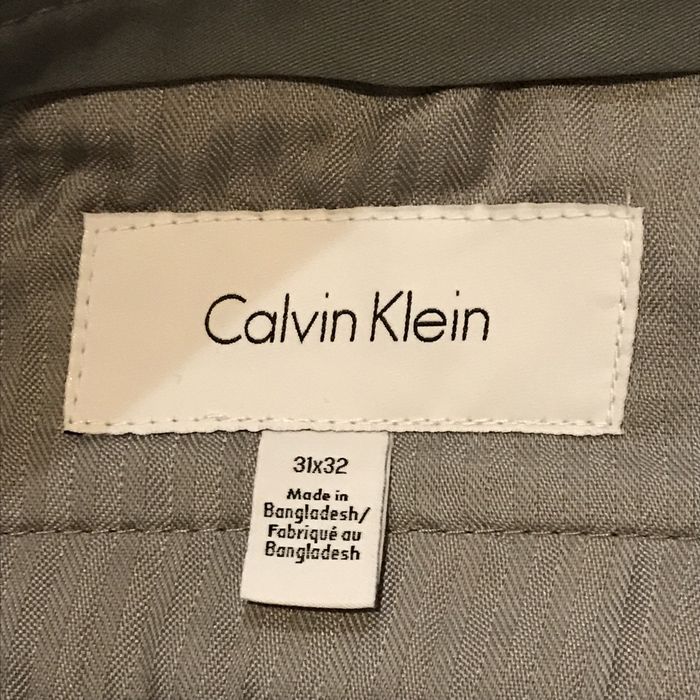 Calvin Klein
31x32
Made in
Bangladesh/
Fabriqué au
Bangladesh